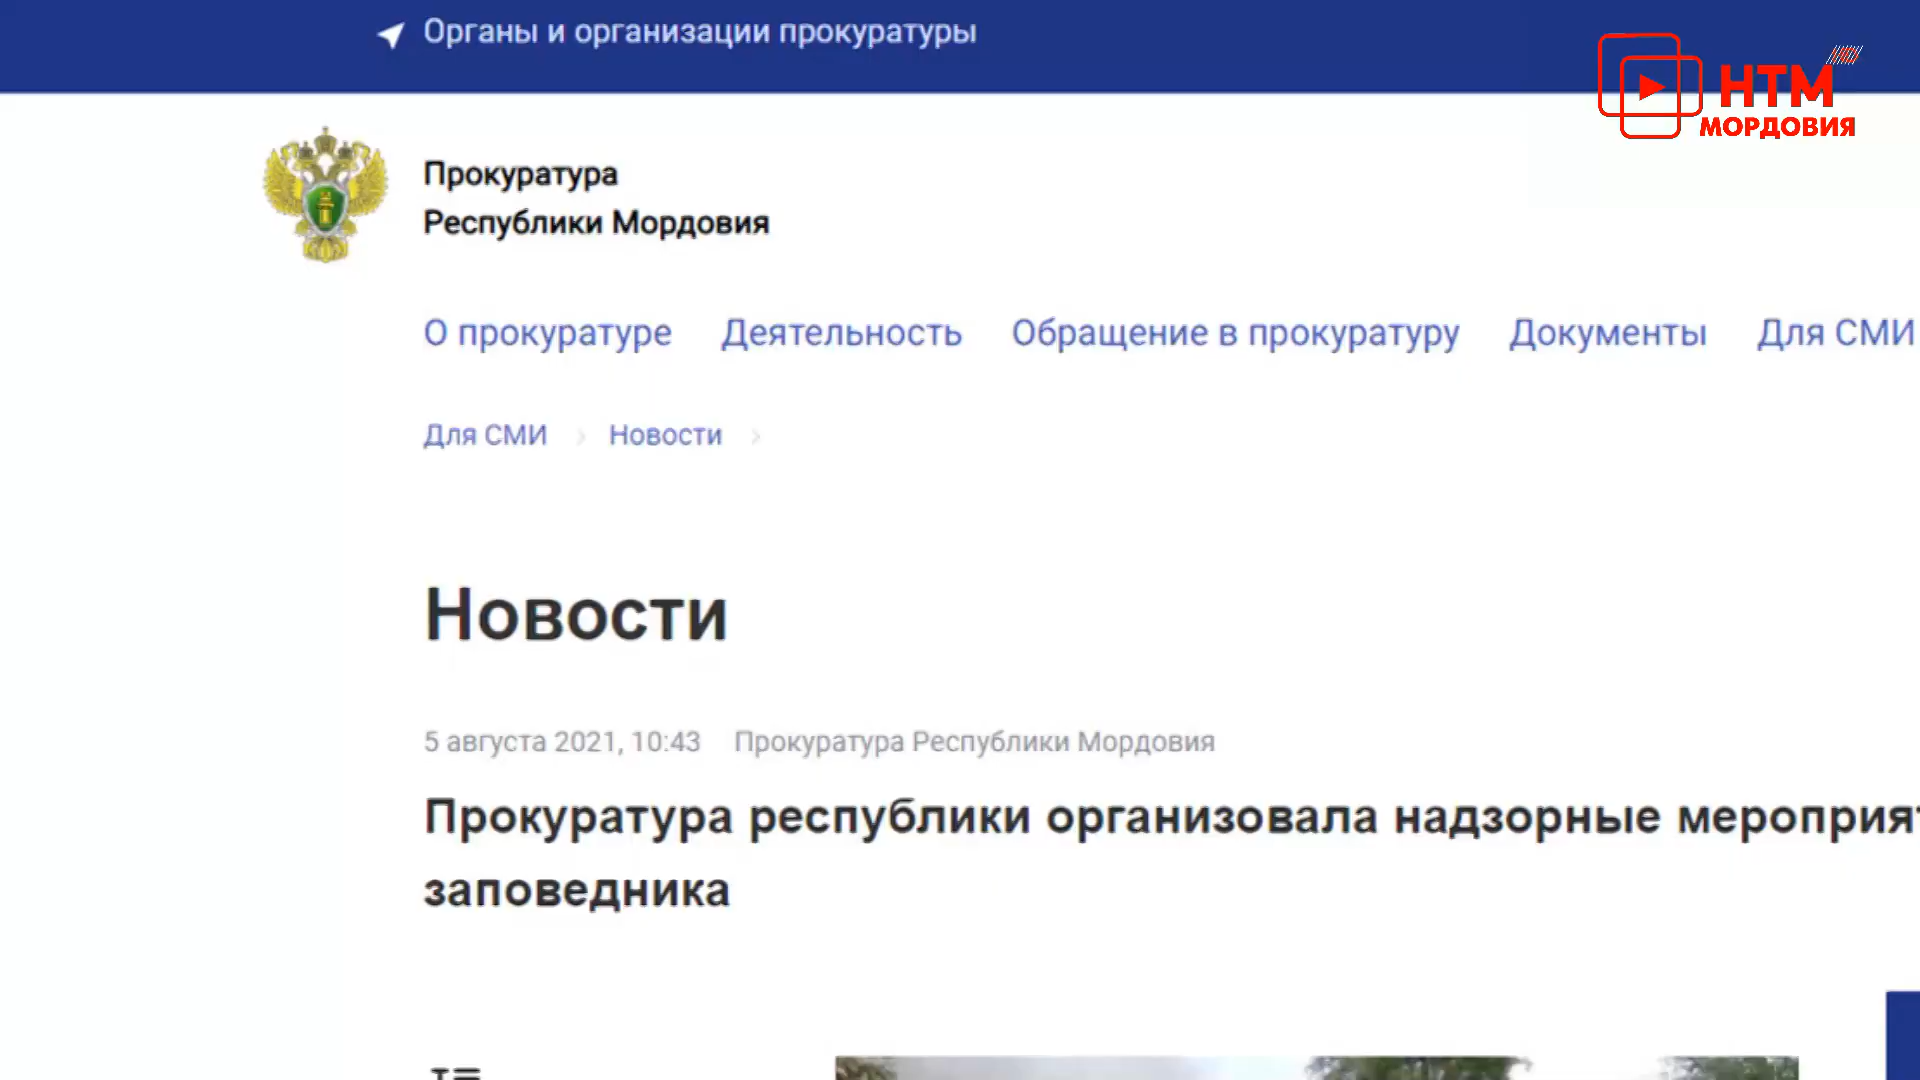 Органы и организации прокуратуры
НТМ
МОРДОВИЯ
Прокуратура
Республики Мордовия
О прокуратуре Деятельность Обращение в прокуратуру Документы Для СМИ
Для СМИ Новости
Новости
5 августа 2021, 10:43 Прокуратура Республики Мордовия
Прокуратура республики организовала надзорные
заповедника